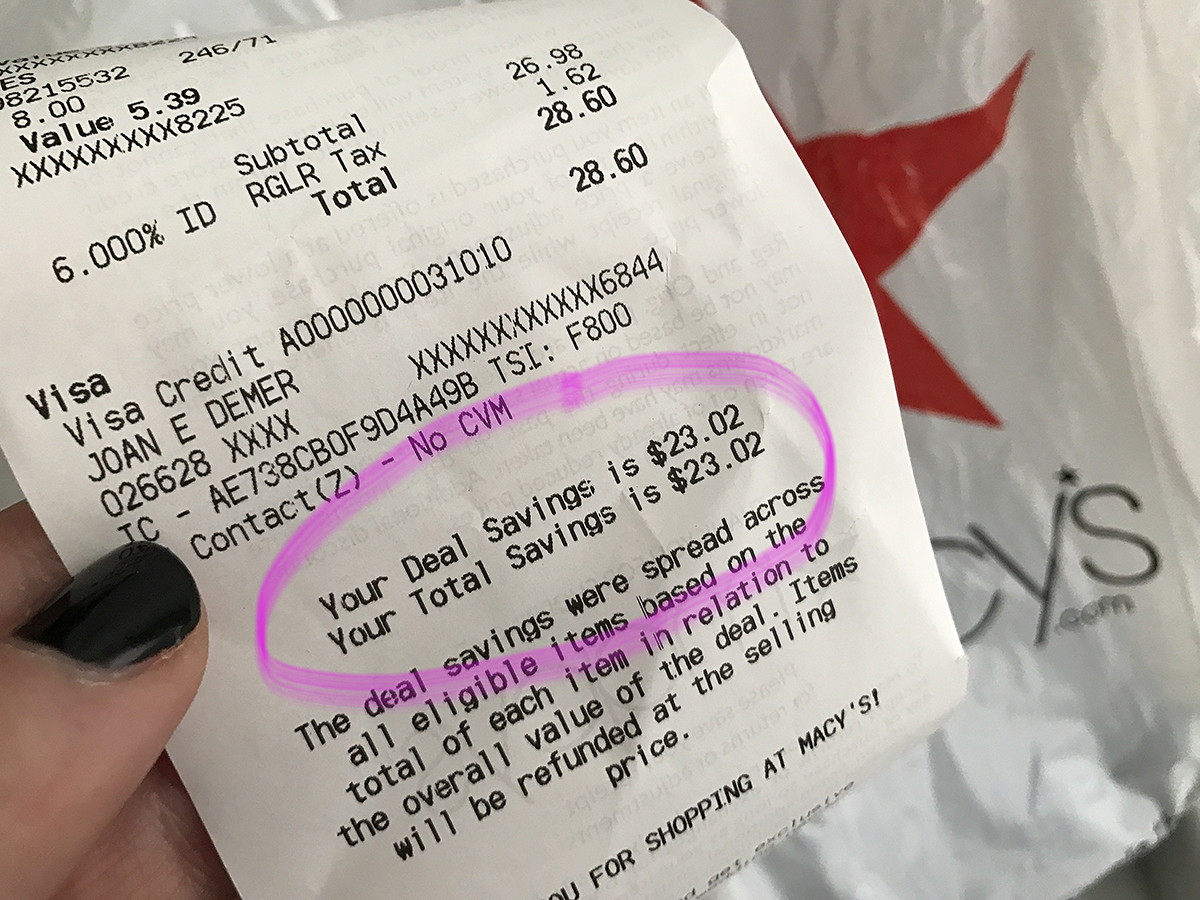 ES 246/71
98215532
8.00
Value 5.39
XXXXXXXXX8225
Subtotal 26.98
6.000% ID RGLR Tax 1.62
Total 28.60
Visa 28.60
Visa Credit A0000000031010
JOAN E DEMER XXXXXXXXXXXX6844
026628 XXXX
TC - AE738CB0F9D4A49B TSI: F800
Contact(Z) - No CVM
Your Deal Savings is $23.02
Your Total Savings is $23.02
The deal savings were spread across
all eligible items based on the
total of each item in relation to
the overall value of the deal. Items
will be refunded at the selling
price.
FOR SHOPPING AT MACY'S!
cy's
.com